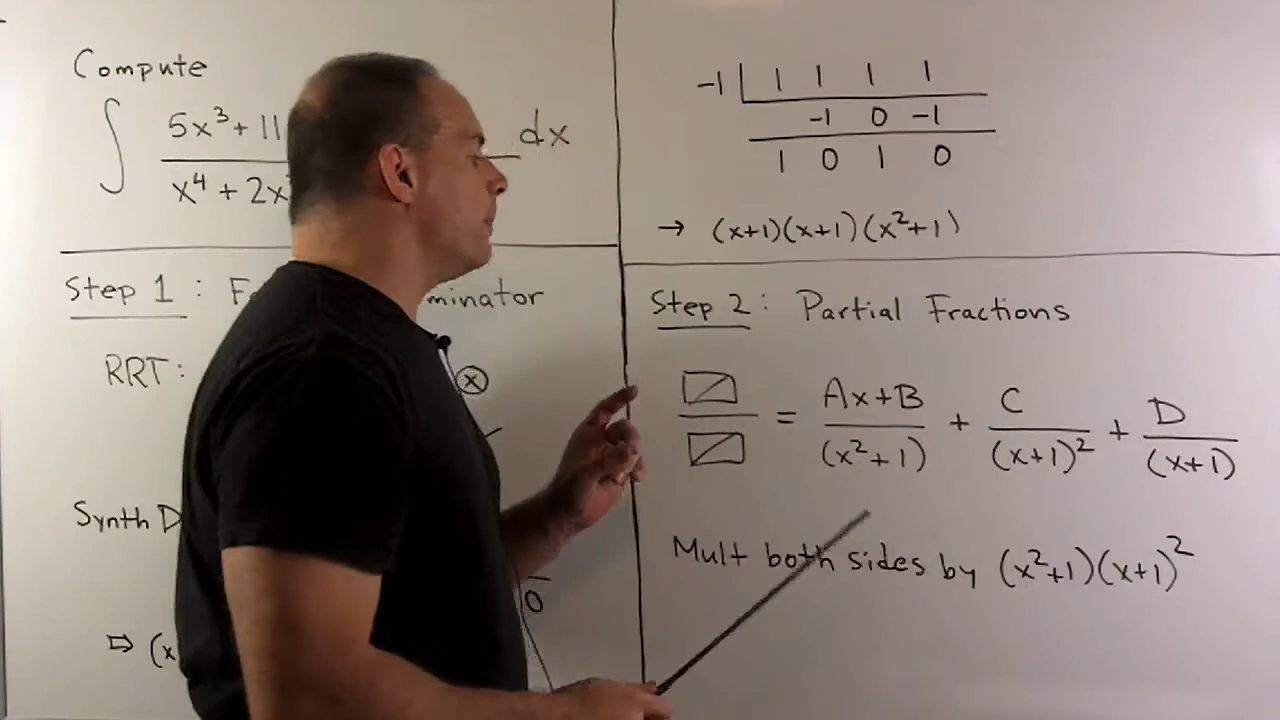 Compute
∫ 5x³ + 11 dx
x⁴ + 2x
Step 1 : minator
RRT: ⓧ
Synth D
0
⇨ (x
-1 | 1 1 1 1
-1 0 -1
1 0 1 0
→ (x+1)(x+1)(x²+1)
Step 2 : Partial Fractions
= Ax+B/(x²+1) + C/(x+1)² + D/(x+1)
Mult both sides by (x²+1)(x+1)²